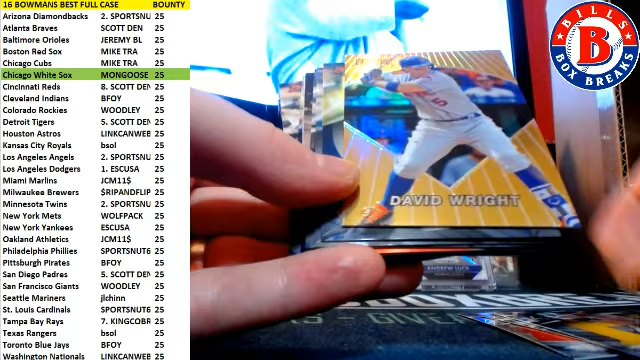 16 BOWMANS BEST FULL CASE BOUNTY
Arizona Diamondbacks 2. SPORTSNU 25
Atlanta Braves SCOTT DEN 25
Baltimore Orioles JEREMY BL 25
Boston Red Sox MIKE TRA 25
Chicago Cubs MIKE TRA 25
Chicago White Sox MONGOOSE 25
Cincinnati Reds 8. SCOTT DEN 25
Cleveland Indians BFOY 25
Colorado Rockies WOODLEY 25
Detroit Tigers 5. SCOTT DEN 25
Houston Astros LINKCANWEB 25
Kansas City Royals bsol 25
Los Angeles Angels 2. SPORTSNU 25
Los Angeles Dodgers 1. ESCUSA 25
Miami Marlins JCM11$ 25
Milwaukee Brewers $RIPANDFLIP 25
Minnesota Twins 2. SPORTSNU 25
New York Mets WOLFPACK 25
New York Yankees ESCUSA 25
Oakland Athletics JCM11$ 25
Philadelphia Phillies SPORTSNUT6 25
Pittsburgh Pirates BFOY 25
San Diego Padres 5. SCOTT DEN 25
San Francisco Giants WOODLEY 25
Seattle Mariners jlchinn 25
St. Louis Cardinals SPORTSNUT6 25
Tampa Bay Rays 7. KINGCOBR 25
Texas Rangers bsol 25
Toronto Blue Jays BFOY 25
Washington Nationals LINKCANWEB 25
BILLS
B
BOX BREAKS
5
DAVID WRIGHT
ANDREW LUCK